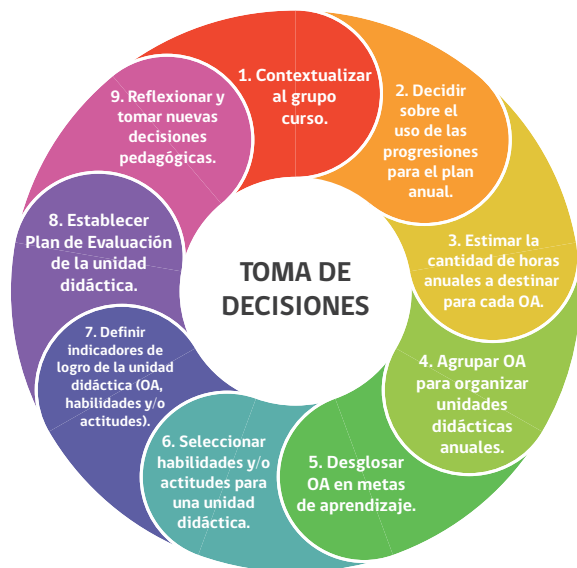 1. Contextualizar
al grupo
curso.
2. Decidir
sobre el
uso de las
progresiones
para el plan
anual.
3. Estimar la
cantidad de horas
anuales a destinar
para cada OA.
4. Agrupar OA
para organizar
unidades
didácticas
anuales.
5. Desglosar
OA en metas
de aprendizaje.
6. Seleccionar
habilidades y/o
actitudes para
una unidad
didáctica.
7. Definir
indicadores de
logro de la unidad
didáctica (OA,
habilidades y/o
actitudes).
8. Establecer
Plan de Evaluación
de la unidad
didáctica.
9. Reflexionar y
tomar nuevas
decisiones
pedagógicas.
TOMA DE
DECISIONES